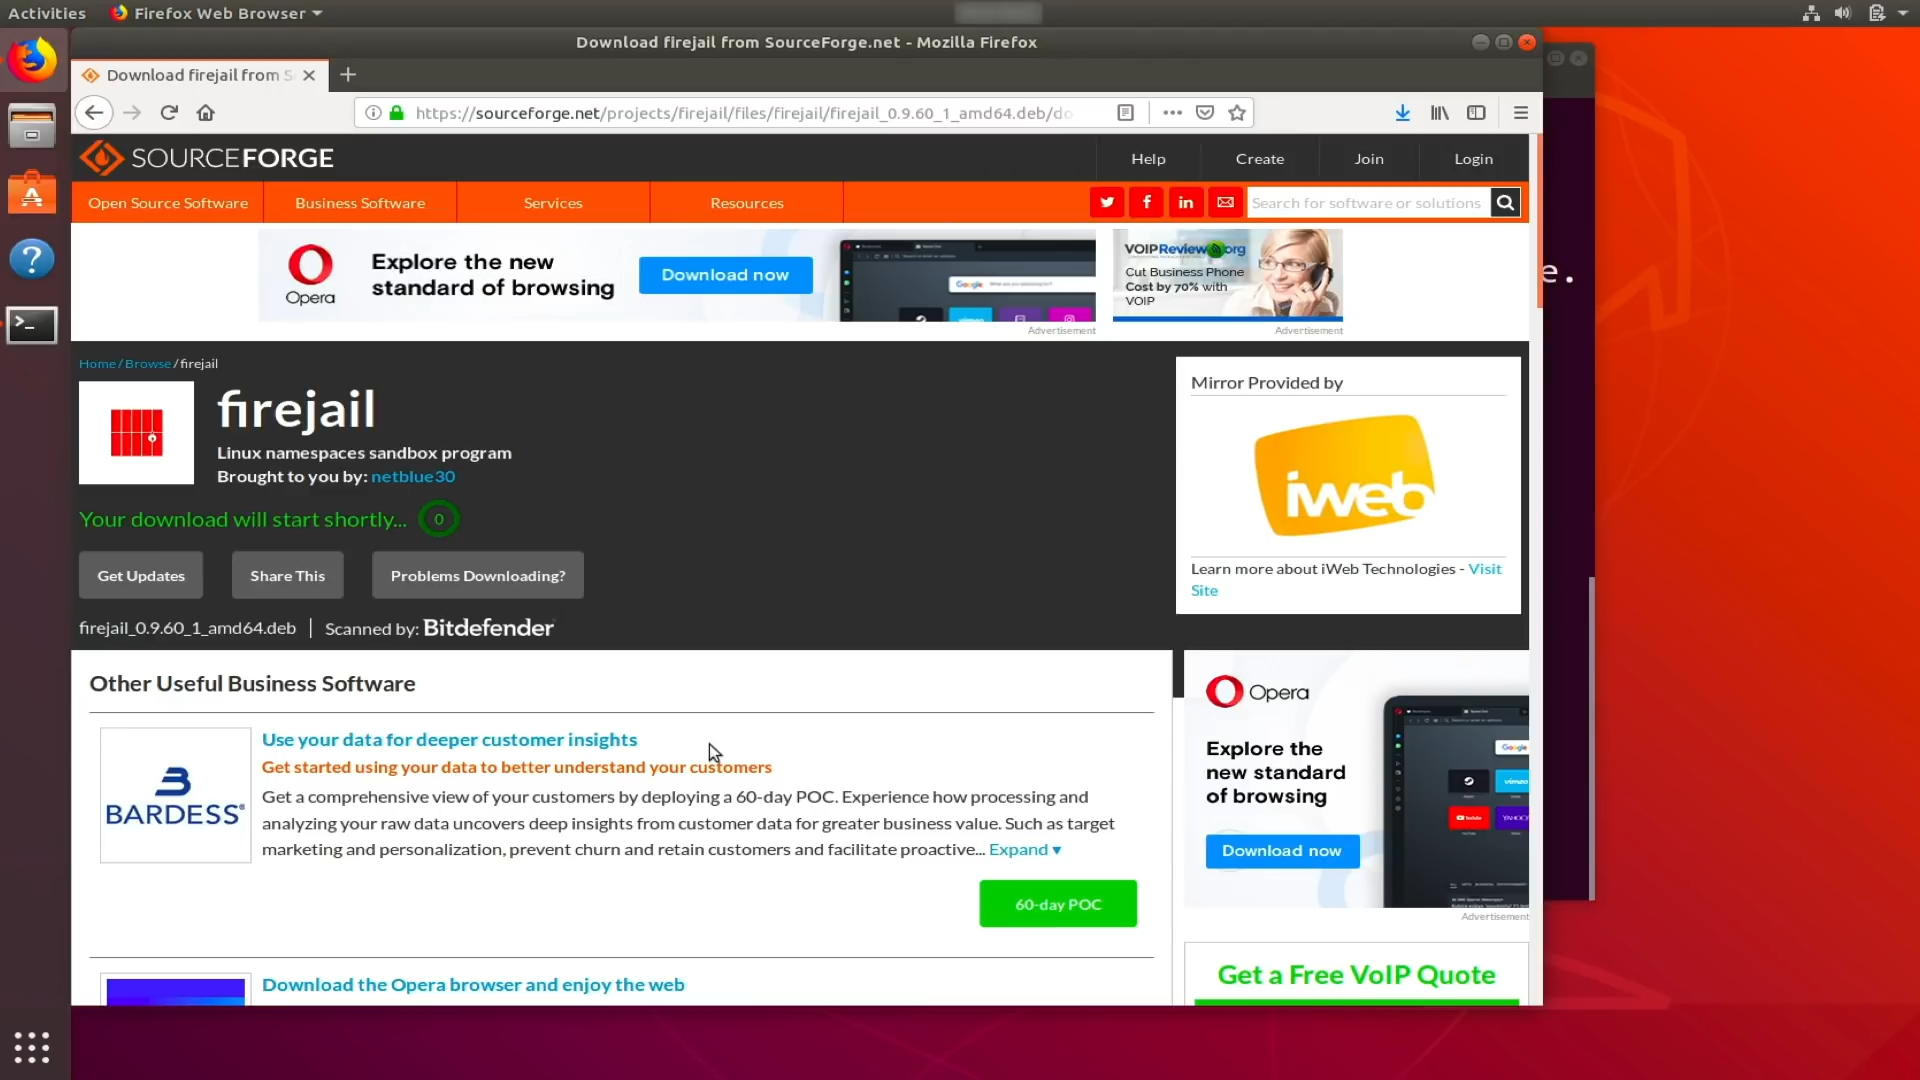 Activities
Firefox Web Browser
Download firejail from SourceForge.net - Mozilla Firefox
Download firejail from S
https://sourceforge.net/projects/firejail/files/firejail/firejail_0.9.60_1_amd64.deb/do
SOURCEFORGE
Help
Create
Join
Login
Open Source Software
Business Software
Services
Resources
Search for software or solutions
Opera
Explore the new
standard of browsing
Download now
Google
vimeo
VOIPReview.org
Cut Business Phone
Cost by 70% with
VOIP
Advertisement
Advertisement
e.
Home / Browse / firejail
firejail
Linux namespaces sandbox program
Brought to you by: netblue30
Your download will start shortly... 0
Get Updates
Share This
Problems Downloading?
firejail_0.9.60_1_amd64.deb | Scanned by: Bitdefender
Mirror Provided by
iweb
Learn more about iWeb Technologies - Visit
Site
Other Useful Business Software
BARDESS
Use your data for deeper customer insights
Get started using your data to better understand your customers
Get a comprehensive view of your customers by deploying a 60-day POC. Experience how processing and
analyzing your raw data uncovers deep insights from customer data for greater business value. Such as target
marketing and personalization, prevent churn and retain customers and facilitate proactive... Expand ▾
60-day POC
Download the Opera browser and enjoy the web
Opera
Explore the
new standard
of browsing
Download now
Google
vimeo
YouTube
YAHOO
Advertisement
Get a Free VoIP Quote